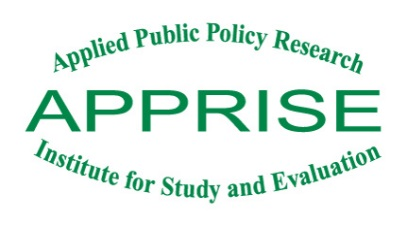 Applied Public Policy Research
APPRISE
Institute for Study and Evaluation